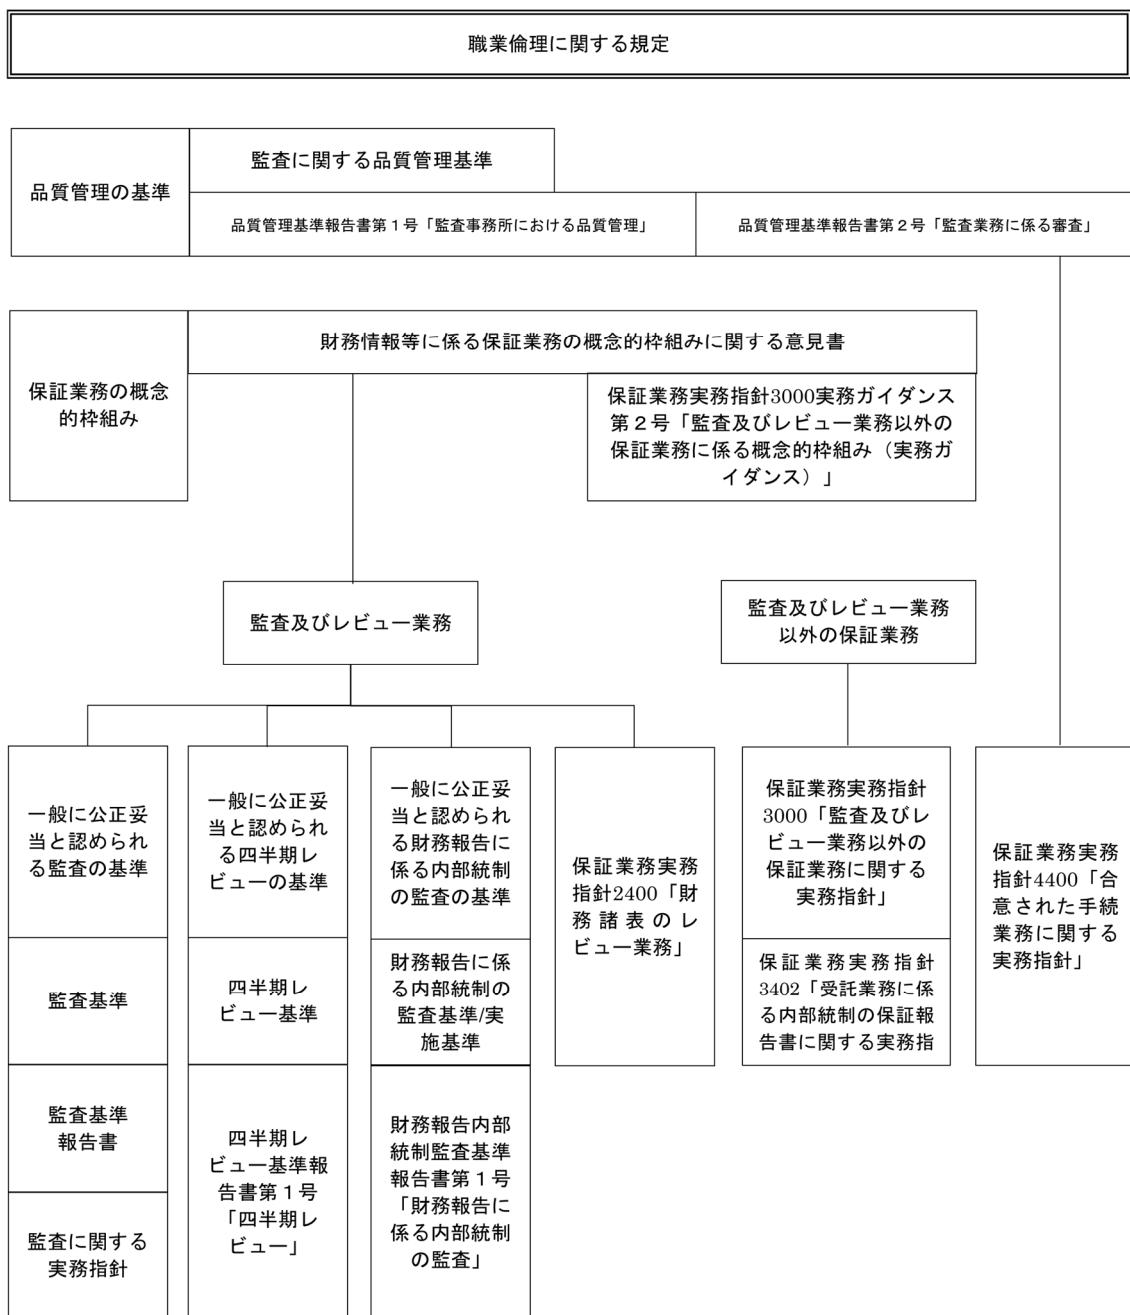 職業倫理に関する規定
品質管理の基準
監査に関する品質管理基準
品質管理基準報告書第１号「監査事務所における品質管理」
品質管理基準報告書第２号「監査業務に係る審査」
保証業務の概念
的枠組み
財務情報等に係る保証業務の概念的枠組みに関する意見書
保証業務実務指針3000実務ガイダンス
第２号「監査及びレビュー業務以外の
保証業務に係る概念的枠組み（実務ガ
イダンス）」
監査及びレビュー業務
監査及びレビュー業務
以外の保証業務
一般に公正妥
当と認められ
る監査の基準
監査基準
監査基準
報告書
監査に関する
実務指針
一般に公正妥
当と認められ
る四半期レ
ビューの基準
四半期レ
ビュー基準
四半期レ
ビュー基準報
告書第１号
「四半期レ
ビュー」
一般に公正妥
当と認められ
る財務報告に
係る内部統制
の監査の基準
財務報告に係
る内部統制の
監査基準/実
施基準
財務報告内部
統制監査基準
報告書第１号
「財務報告に
係る内部統制
の監査」
保証業務実務
指針2400「財
務諸表のレ
ビュー業務」
保証業務実務指針
3000「監査及びレ
ビュー業務以外の
保証業務に関する
実務指針」
保証業務実務指針
3402「受託業務に係
る内部統制の保証報
告書に関する実務指
保証業務実務
指針4400「合
意された手続
業務に関する
実務指針」